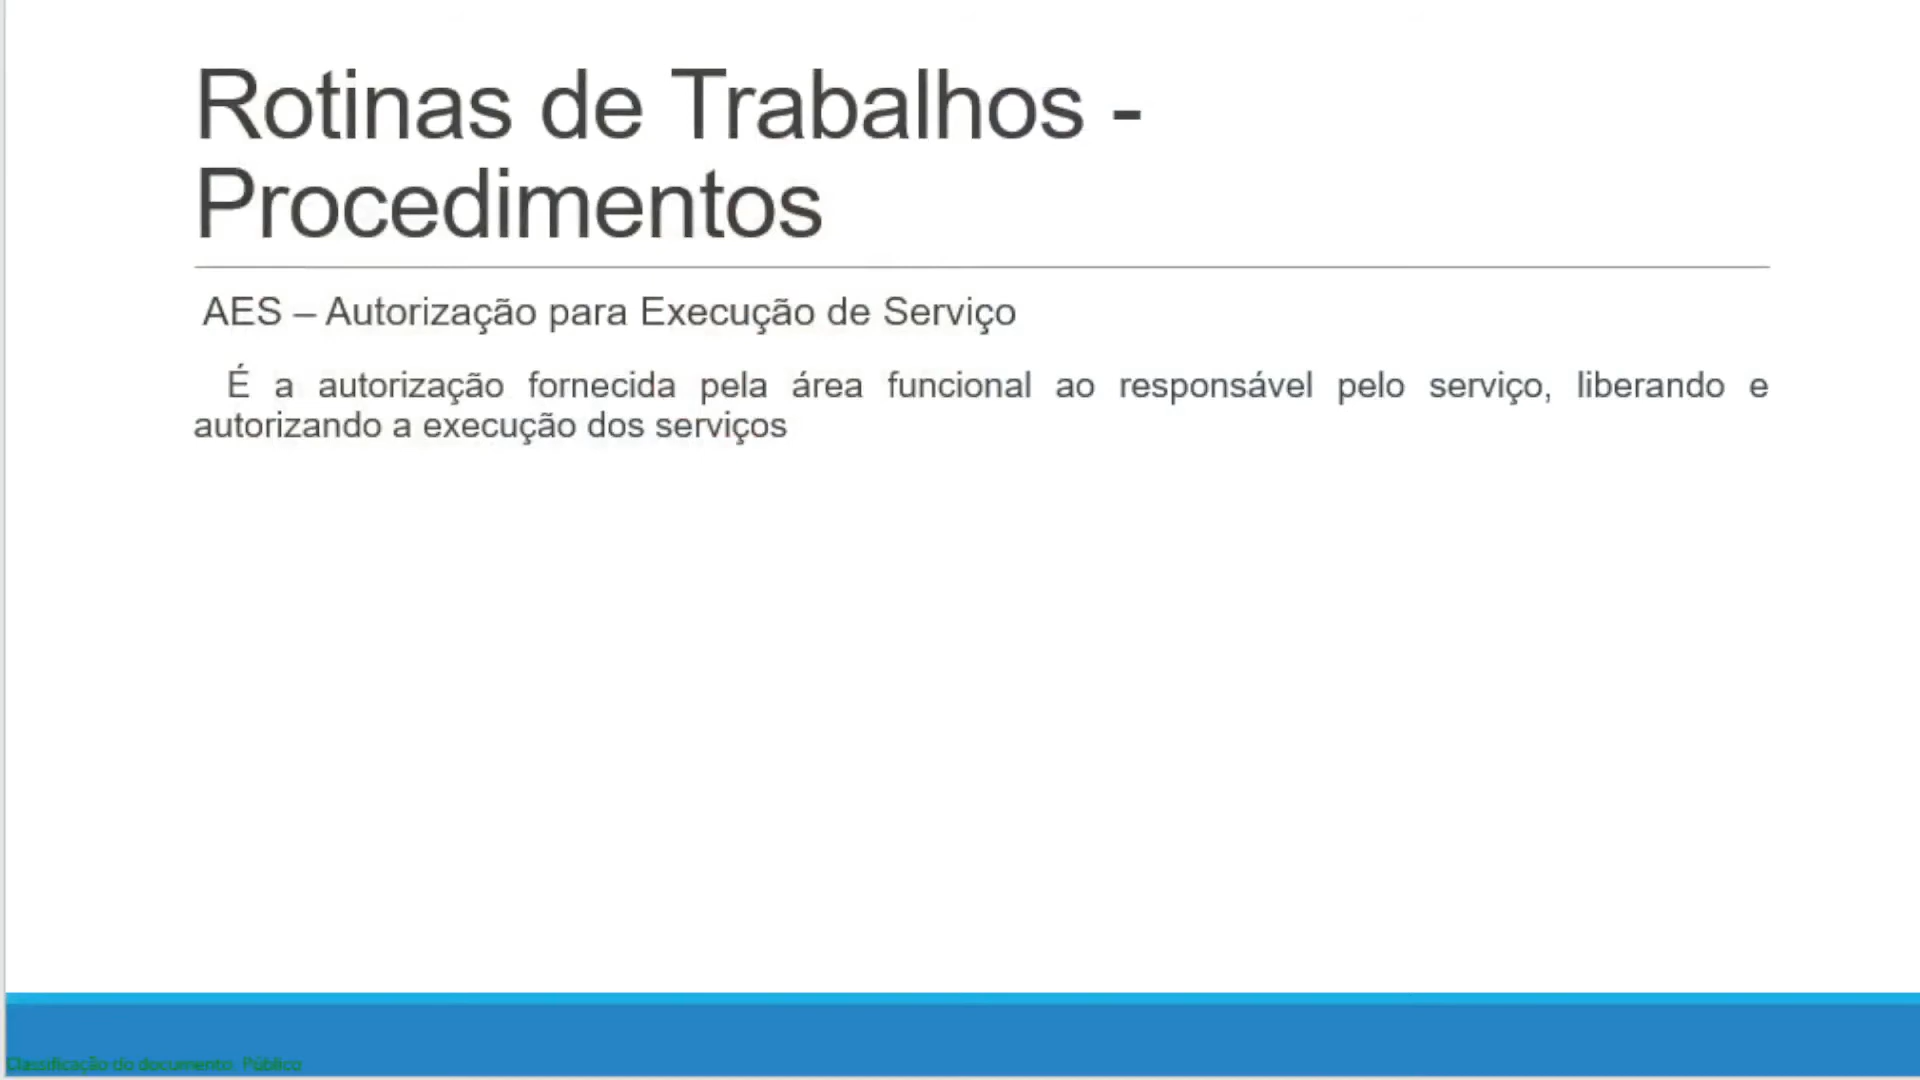 Rotinas de Trabalhos -
Procedimentos
AES – Autorização para Execução de Serviço
É a autorização fornecida pela área funcional ao responsável pelo serviço, liberando e
autorizando a execução dos serviços
Classificação do documento: Público